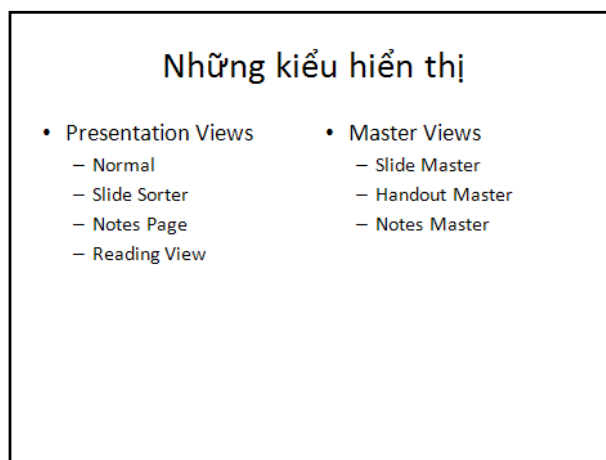 Những kiểu hiển thị
• Presentation Views
– Normal
– Slide Sorter
– Notes Page
– Reading View
• Master Views
– Slide Master
– Handout Master
– Notes Master